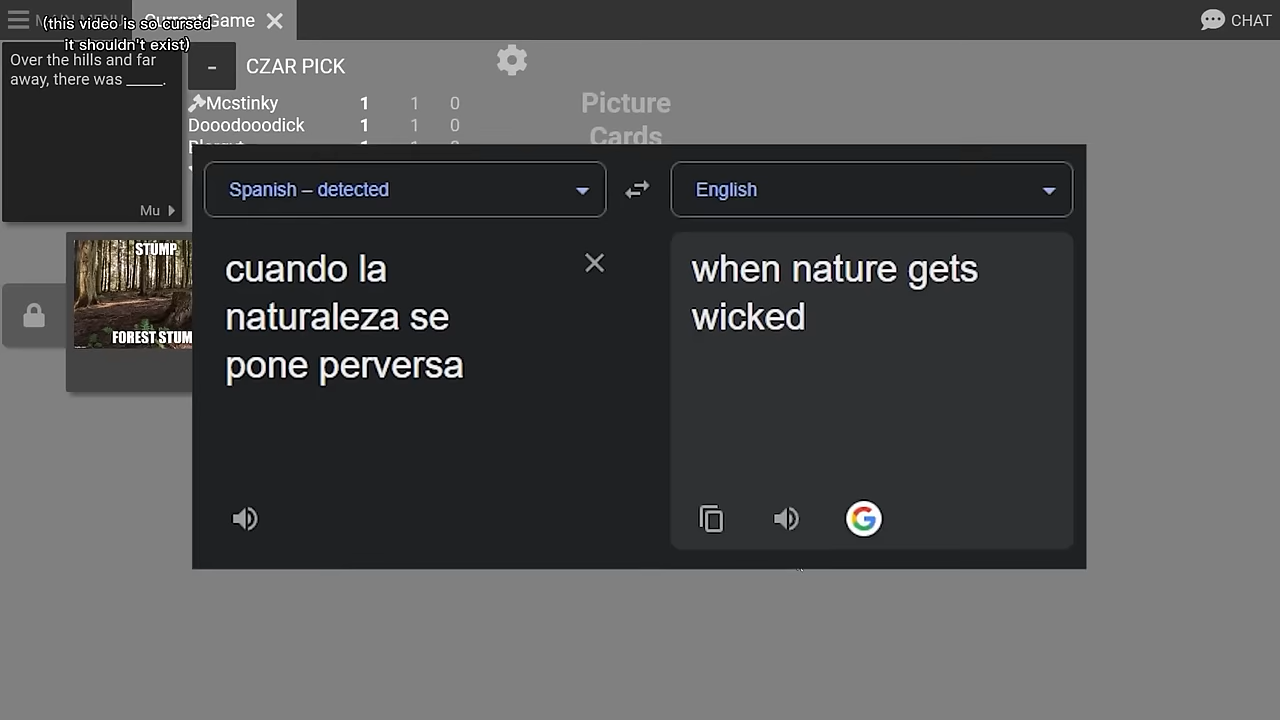 (this video is so cursed
it shouldn't exist)
Current Game
CHAT
Over the hills and far
away, there was _____.
Mu
-
CZAR PICK
Mcstinky 1 1 0
Dooodooodick 1 1 0
Picture
Cards
STUMP
FOREST STUM
Spanish – detected
English
cuando la
naturaleza se
pone perversa
when nature gets
wicked